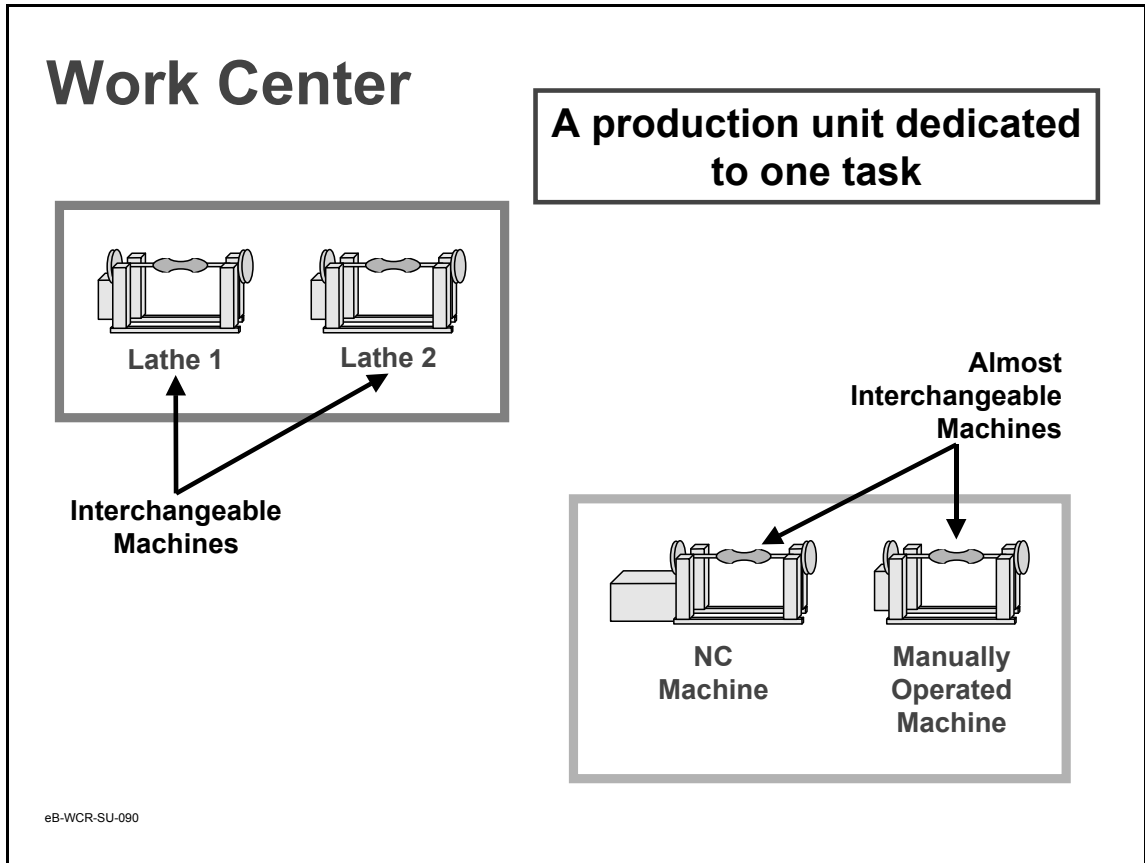 Work Center
A production unit dedicated
to one task
Lathe 1
Lathe 2
Interchangeable
Machines
Almost
Interchangeable
Machines
NC
Machine
Manually
Operated
Machine
eB-WCR-SU-090